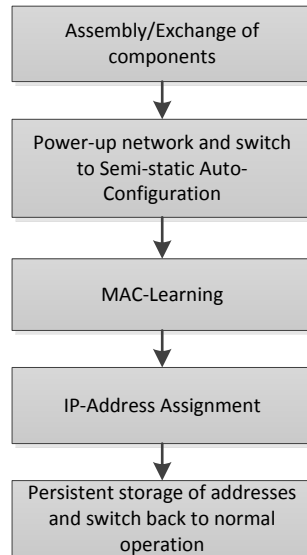 Assembly/Exchange of
components
Power-up network and switch
to Semi-static Auto-
Configuration
MAC-Learning
IP-Address Assignment
Persistent storage of addresses
and switch back to normal
operation